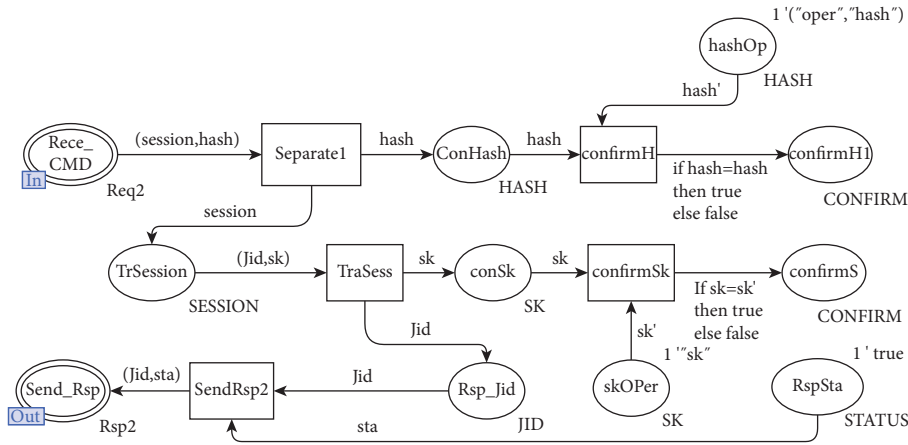 1 '("oper","hash")
hashOp
HASH
hash'
Rece_
CMD
In
Req2
(session,hash)
Separate1
hash
ConHash
HASH
hash
confirmH
if hash=hash
then true
else false
confirmH1
CONFIRM
session
TrSession
SESSION
(Jid,sk)
TraSess
sk
conSk
SK
sk
confirmSk
If sk=sk'
then true
else false
confirmS
CONFIRM
Jid
sk'
1 '"sk"
1 ' true
Send_Rsp
Out
Rsp2
(Jid,sta)
SendRsp2
Jid
Rsp_Jid
JID
skOPer
SK
RspSta
STATUS
sta